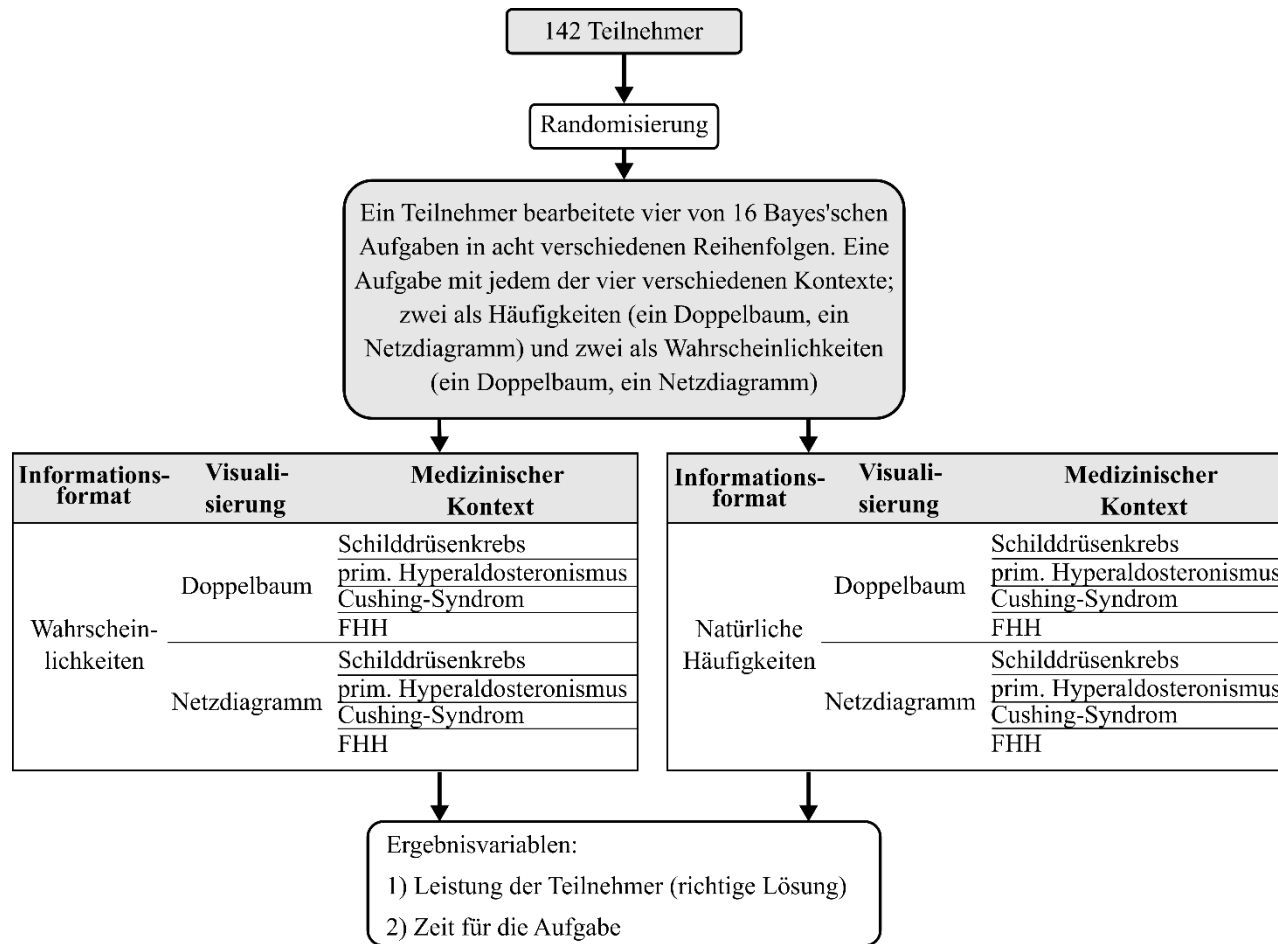 142 Teilnehmer
Randomisierung
Ein Teilnehmer bearbeitete vier von 16 Bayes'schen
Aufgaben in acht verschiedenen Reihenfolgen. Eine
Aufgabe mit jedem der vier verschiedenen Kontexte;
zwei als Häufigkeiten (ein Doppelbaum, ein
Netzdiagramm) und zwei als Wahrscheinlichkeiten
(ein Doppelbaum, ein Netzdiagramm)
Informations-
format
Visuali-
sierung
Medizinischer
Kontext
Wahrschein-
lichkeiten
Doppelbaum
Schilddrüsenkrebs
prim. Hyperaldosteronismus
Cushing-Syndrom
FHH
Netzdiagramm
Schilddrüsenkrebs
prim. Hyperaldosteronismus
Cushing-Syndrom
FHH
Informations-
format
Visuali-
sierung
Medizinischer
Kontext
Natürliche
Häufigkeiten
Doppelbaum
Schilddrüsenkrebs
prim. Hyperaldosteronismus
Cushing-Syndrom
FHH
Netzdiagramm
Schilddrüsenkrebs
prim. Hyperaldosteronismus
Cushing-Syndrom
FHH
Ergebnisvariablen:
1) Leistung der Teilnehmer (richtige Lösung)
2) Zeit für die Aufgabe